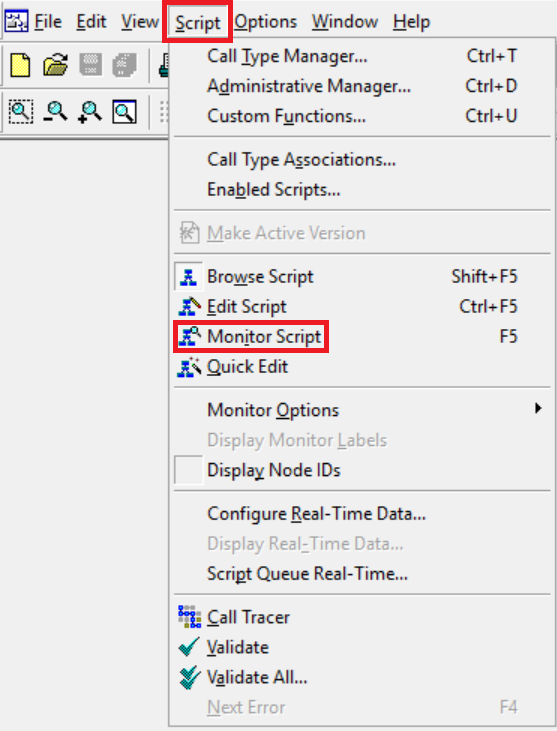 File Edit View Script Options Window Help
Call Type Manager... Ctrl+T
Administrative Manager... Ctrl+D
Custom Functions... Ctrl+U
Call Type Associations...
Enabled Scripts...
Make Active Version
Browse Script Shift+F5
Edit Script Ctrl+F5
Monitor Script F5
Quick Edit
Monitor Options
Display Monitor Labels
Display Node IDs
Configure Real-Time Data...
Display Real-Time Data...
Script Queue Real-Time...
Call Tracer
Validate
Validate All...
Next Error F4